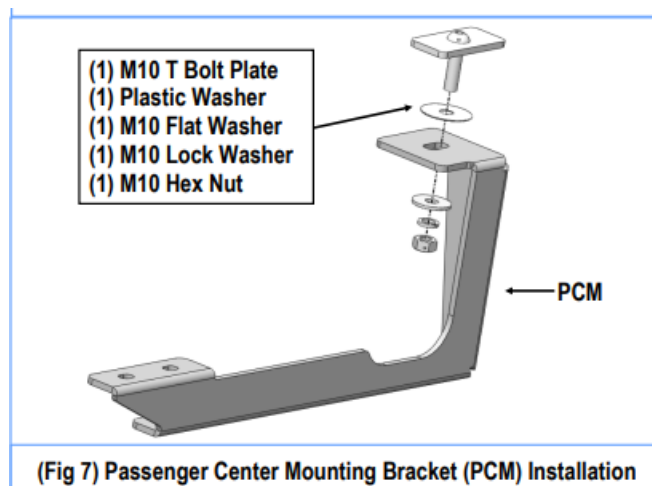 (1) M10 T Bolt Plate
(1) Plastic Washer
(1) M10 Flat Washer
(1) M10 Lock Washer
(1) M10 Hex Nut
PCM
(Fig 7) Passenger Center Mounting Bracket (PCM) Installation